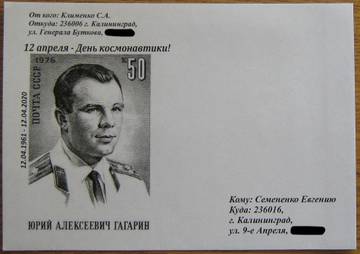 От кого: Клименко С.А.
Откуда: 236006 г. Калининград,
ул. Генерала Буткова,
12 апреля - День космонавтики!
1976
к 50
ПОЧТА СССР
12.04.1961 - 12.04.2020
ЮРИЙ АЛЕКСЕЕВИЧ ГАГАРИН
Кому: Семененко Евгению
Куда: 236016,
г. Калининград,
ул. 9-е Апреля,